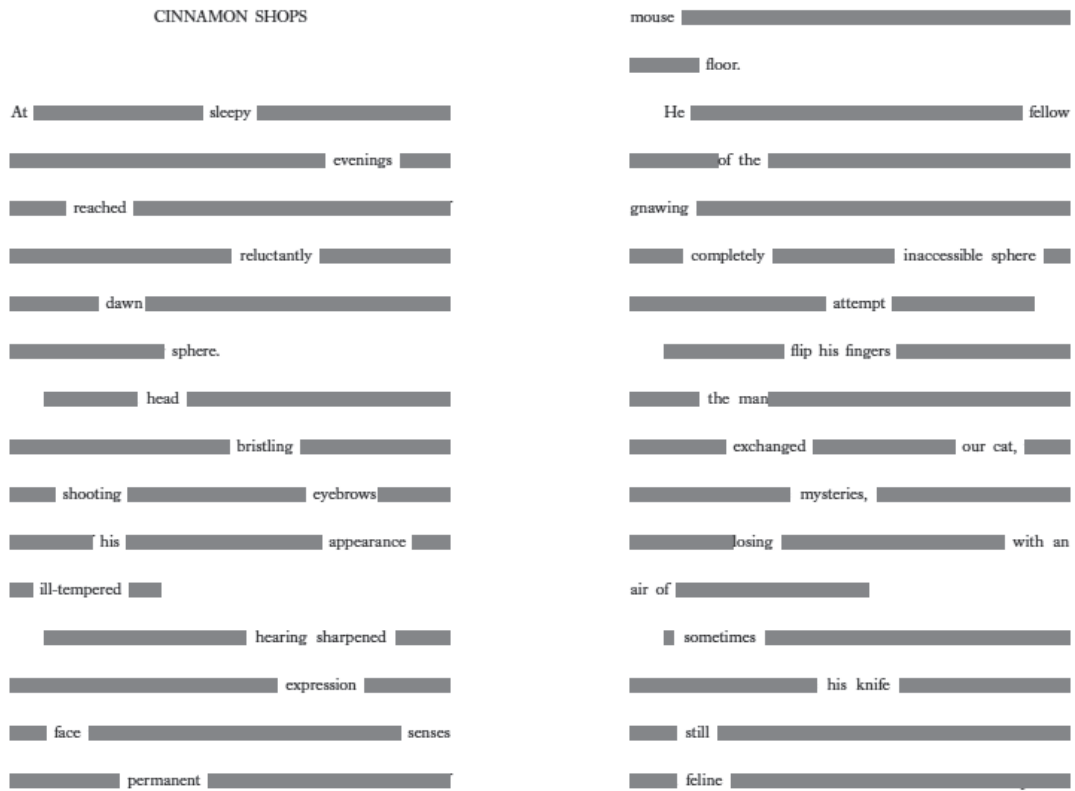 CINNAMON SHOPS
At sleepy
evenings
reached
reluctantly
dawn
sphere.
head
bristling
shooting eyebrows
his appearance
ill-tempered
hearing sharpened
expression
face senses
permanent
mouse
floor.
He fellow
of the
gnawing
completely inaccessible sphere
attempt
flip his fingers
the man
exchanged our cat,
mysteries,
losing with an
air of
sometimes
his knife
still
feline